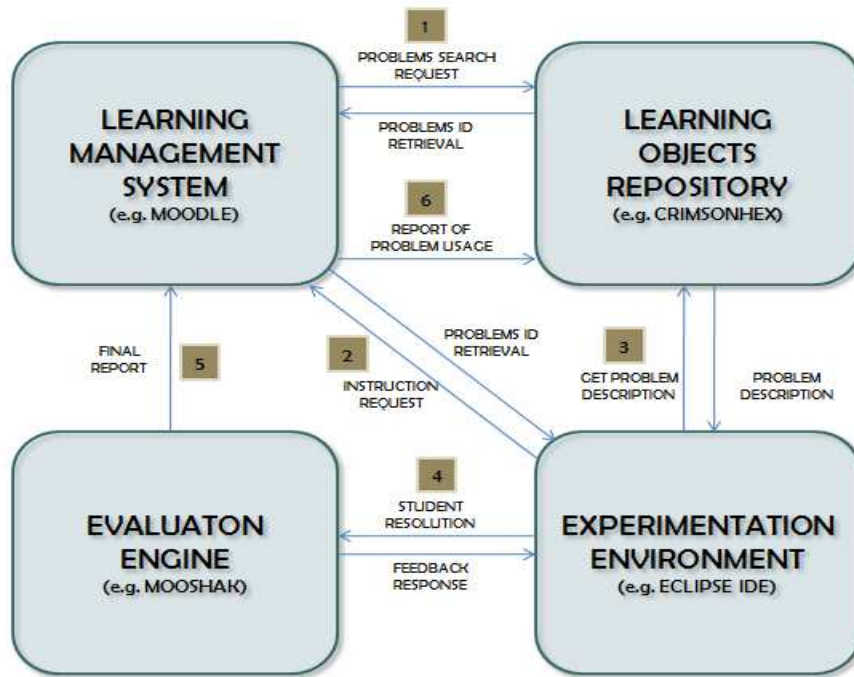 1
PROBLEMS SEARCH
REQUEST
LEARNING
MANAGEMENT
SYSTEM
(e.g. MOODLE)
PROBLEMS ID
RETRIEVAL
LEARNING
OBJECTS
REPOSITORY
(e.g. CRIMSONHEX)
6
REPORT OF
PROBLEM USAGE
FINAL
REPORT
5
2
INSTRUCTION
REQUEST
PROBLEMS ID
RETRIEVAL
3
GET PROBLEM
DESCRIPTION
PROBLEM
DESCRIPTION
EVALUATON
ENGINE
(e.g. MOOSHAK)
4
STUDENT
RESOLUTION
FEEDBACK
RESPONSE
EXPERIMENTATION
ENVIRONMENT
(e.g. ECLIPSE IDE)